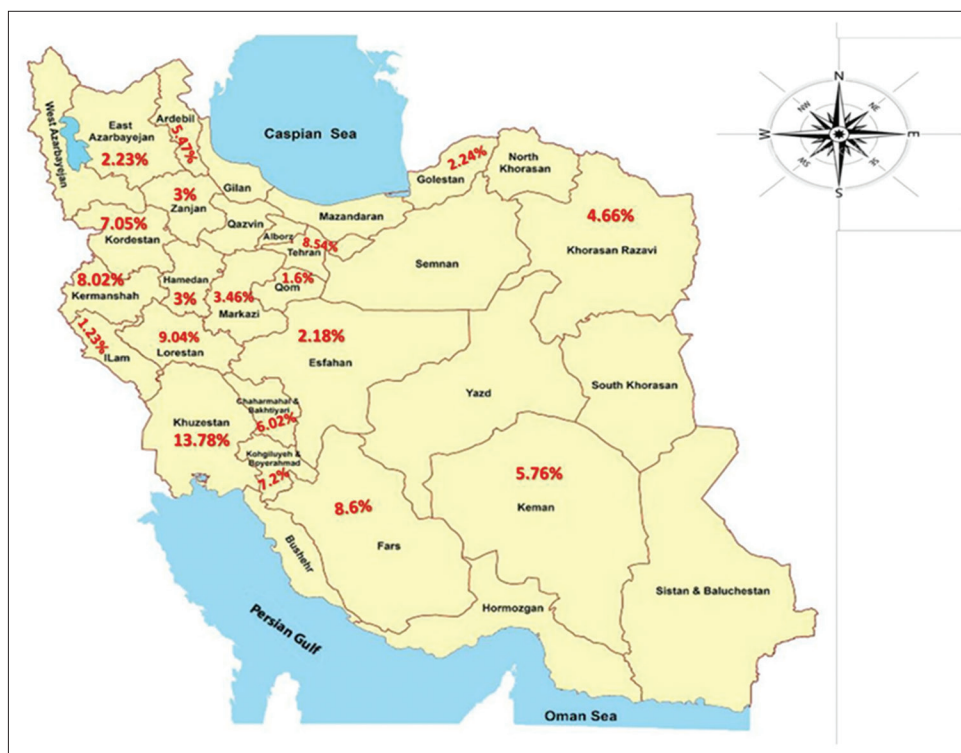 N
NW
NE
W
E
SW
SE
S
Caspian Sea
West Azarbayejan
East
Azarbayejan
2.23%
Ardebil
5.47%
Gilan
3%
Zanjan
7.05%
Kordestan
Qazvin
Alborz
8.54%
Tehran
Mazandaran
2.24%
Golestan
North
Khorasan
4.66%
Khorasan Razavi
Semnan
8.02%
Kermanshah
Hamedan
3%
3.46%
Markazi
1.6%
Qom
1.23%
ILam
9.04%
Lorestan
2.18%
Esfahan
Yazd
South Khorasan
Khuzestan
13.78%
Chaharmahal &
Bakhtiyari
6.02%
Kohgiluyeh &
Boyerahmad
7.2%
8.6%
Fars
5.76%
Keman
Bushehr
Hormozgan
Sistan & Baluchestan
Persian Gulf
Oman Sea